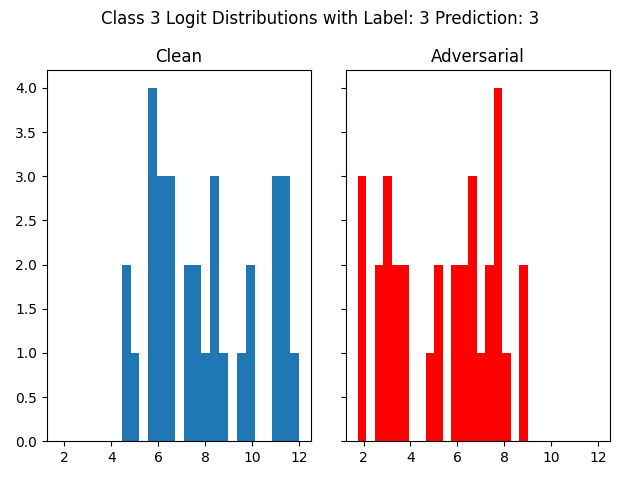 Class 3 Logit Distributions with Label: 3 Prediction: 3
Clean
Adversarial
4.0
3.5
3.0
2.5
2.0
1.5
1.0
0.5
0.0
2 4 6 8 10 12
2 4 6 8 10 12